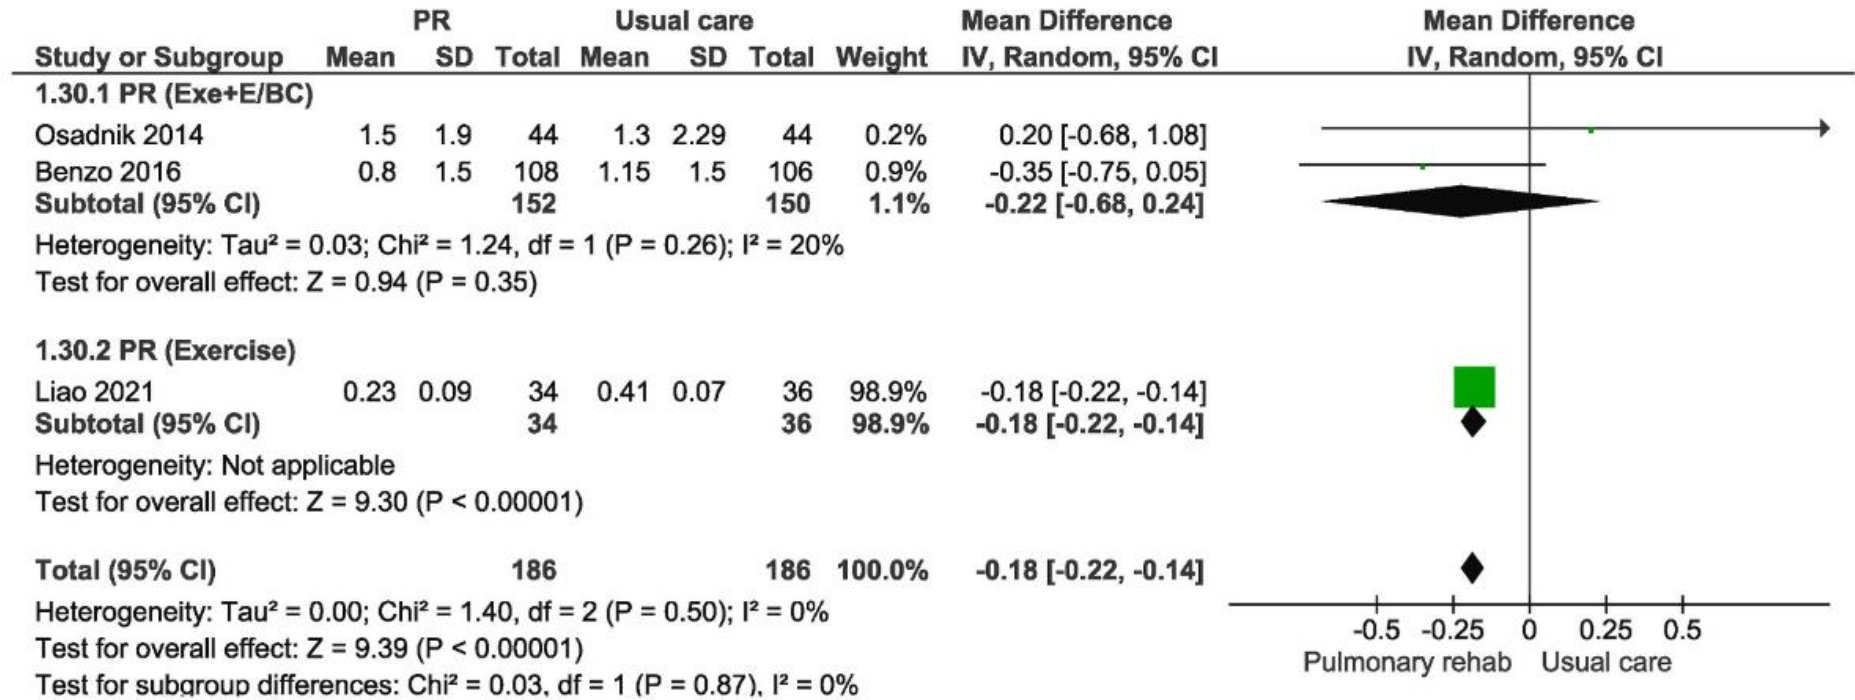 PR Usual care Mean Difference Mean Difference
Study or Subgroup Mean SD Total Mean SD Total Weight IV, Random, 95% CI IV, Random, 95% CI
1.30.1 PR (Exe+E/BC)
Osadnik 2014 1.5 1.9 44 1.3 2.29 44 0.2% 0.20 [-0.68, 1.08]
Benzo 2016 0.8 1.5 108 1.15 1.5 106 0.9% -0.35 [-0.75, 0.05]
Subtotal (95% CI) 152 150 1.1% -0.22 [-0.68, 0.24]
Heterogeneity: Tau² = 0.03; Chi² = 1.24, df = 1 (P = 0.26); I² = 20%
Test for overall effect: Z = 0.94 (P = 0.35)
1.30.2 PR (Exercise)
Liao 2021 0.23 0.09 34 0.41 0.07 36 98.9% -0.18 [-0.22, -0.14]
Subtotal (95% CI) 34 36 98.9% -0.18 [-0.22, -0.14]
Heterogeneity: Not applicable
Test for overall effect: Z = 9.30 (P < 0.00001)
Total (95% CI) 186 186 100.0% -0.18 [-0.22, -0.14]
Heterogeneity: Tau² = 0.00; Chi² = 1.40, df = 2 (P = 0.50); I² = 0%
Test for overall effect: Z = 9.39 (P < 0.00001)
Test for subgroup differences: Chi² = 0.03, df = 1 (P = 0.87), I² = 0%
-0.5 -0.25 0 0.25 0.5
Pulmonary rehab Usual care